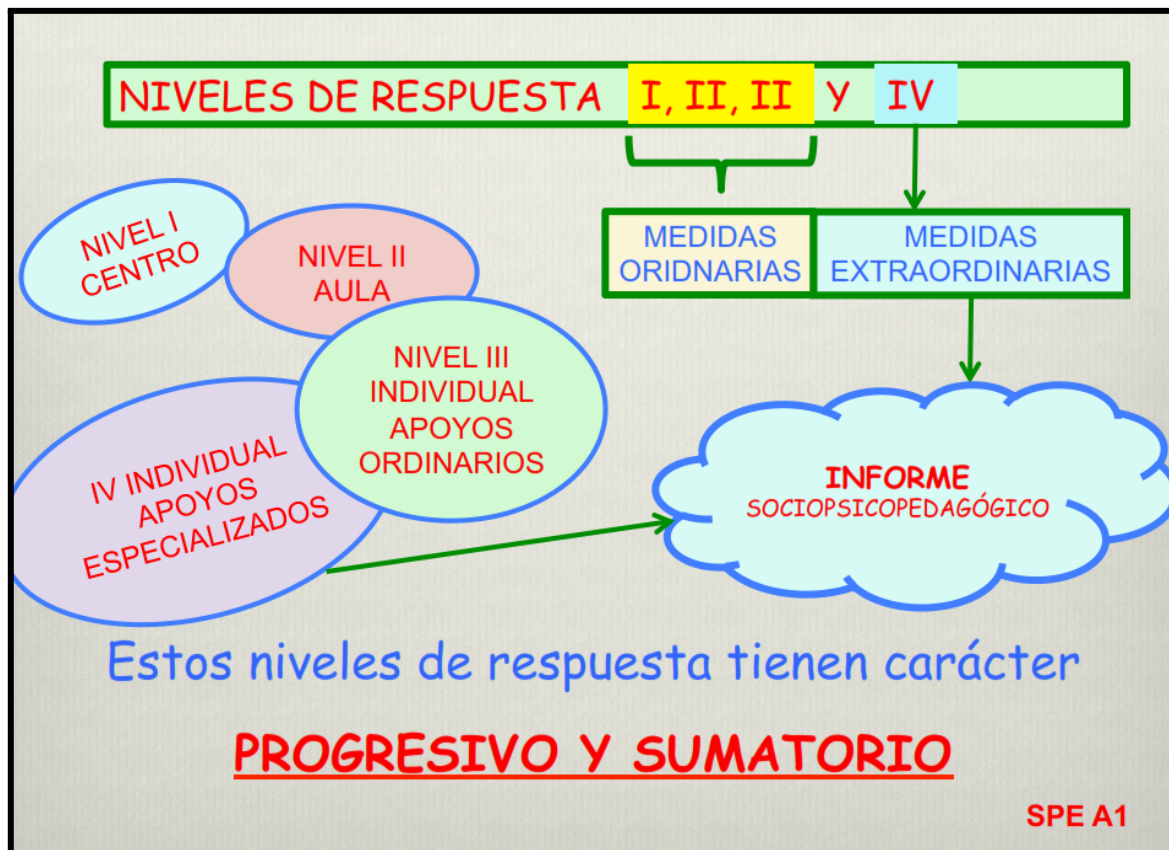 NIVELES DE RESPUESTA I, II, II Y IV
NIVEL I
CENTRO
NIVEL II
AULA
NIVEL III
INDIVIDUAL
APOYOS
ORDINARIOS
IV INDIVIDUAL
APOYOS
ESPECIALIZADOS
MEDIDAS
ORIDNARIAS
MEDIDAS
EXTRAORDINARIAS
INFORME
SOCIOPSICOPEDAGÓGICO
Estos niveles de respuesta tienen carácter
PROGRESIVO Y SUMATORIO
SPE A1